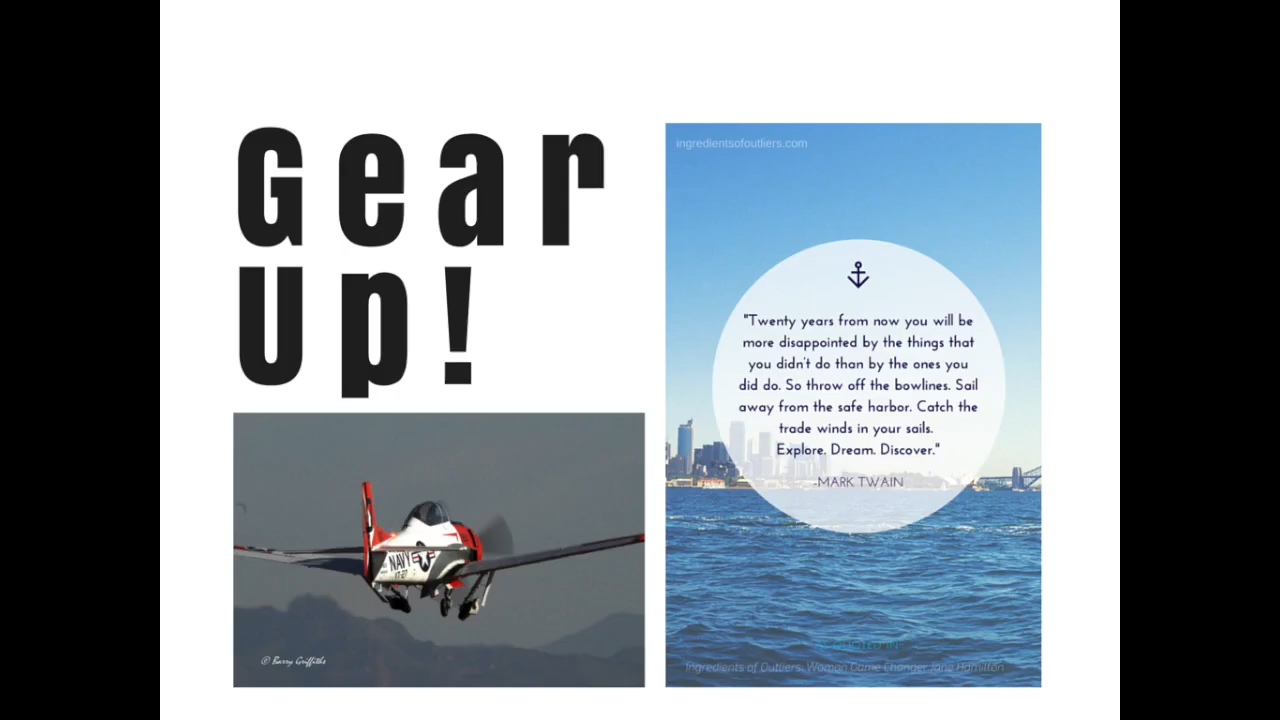 Gear
Up!
ingredientsofoutliers.com
"Twenty years from now you will be
more disappointed by the things that
you didn't do than by the ones you
did do. So throw off the bowlines. Sail
away from the safe harbor. Catch the
trade winds in your sails.
Explore. Dream. Discover."
-MARK TWAIN
NAVY
© Barry Griffiths
Ingredients of Outliers: Woman Game Changer Jane Hamilton